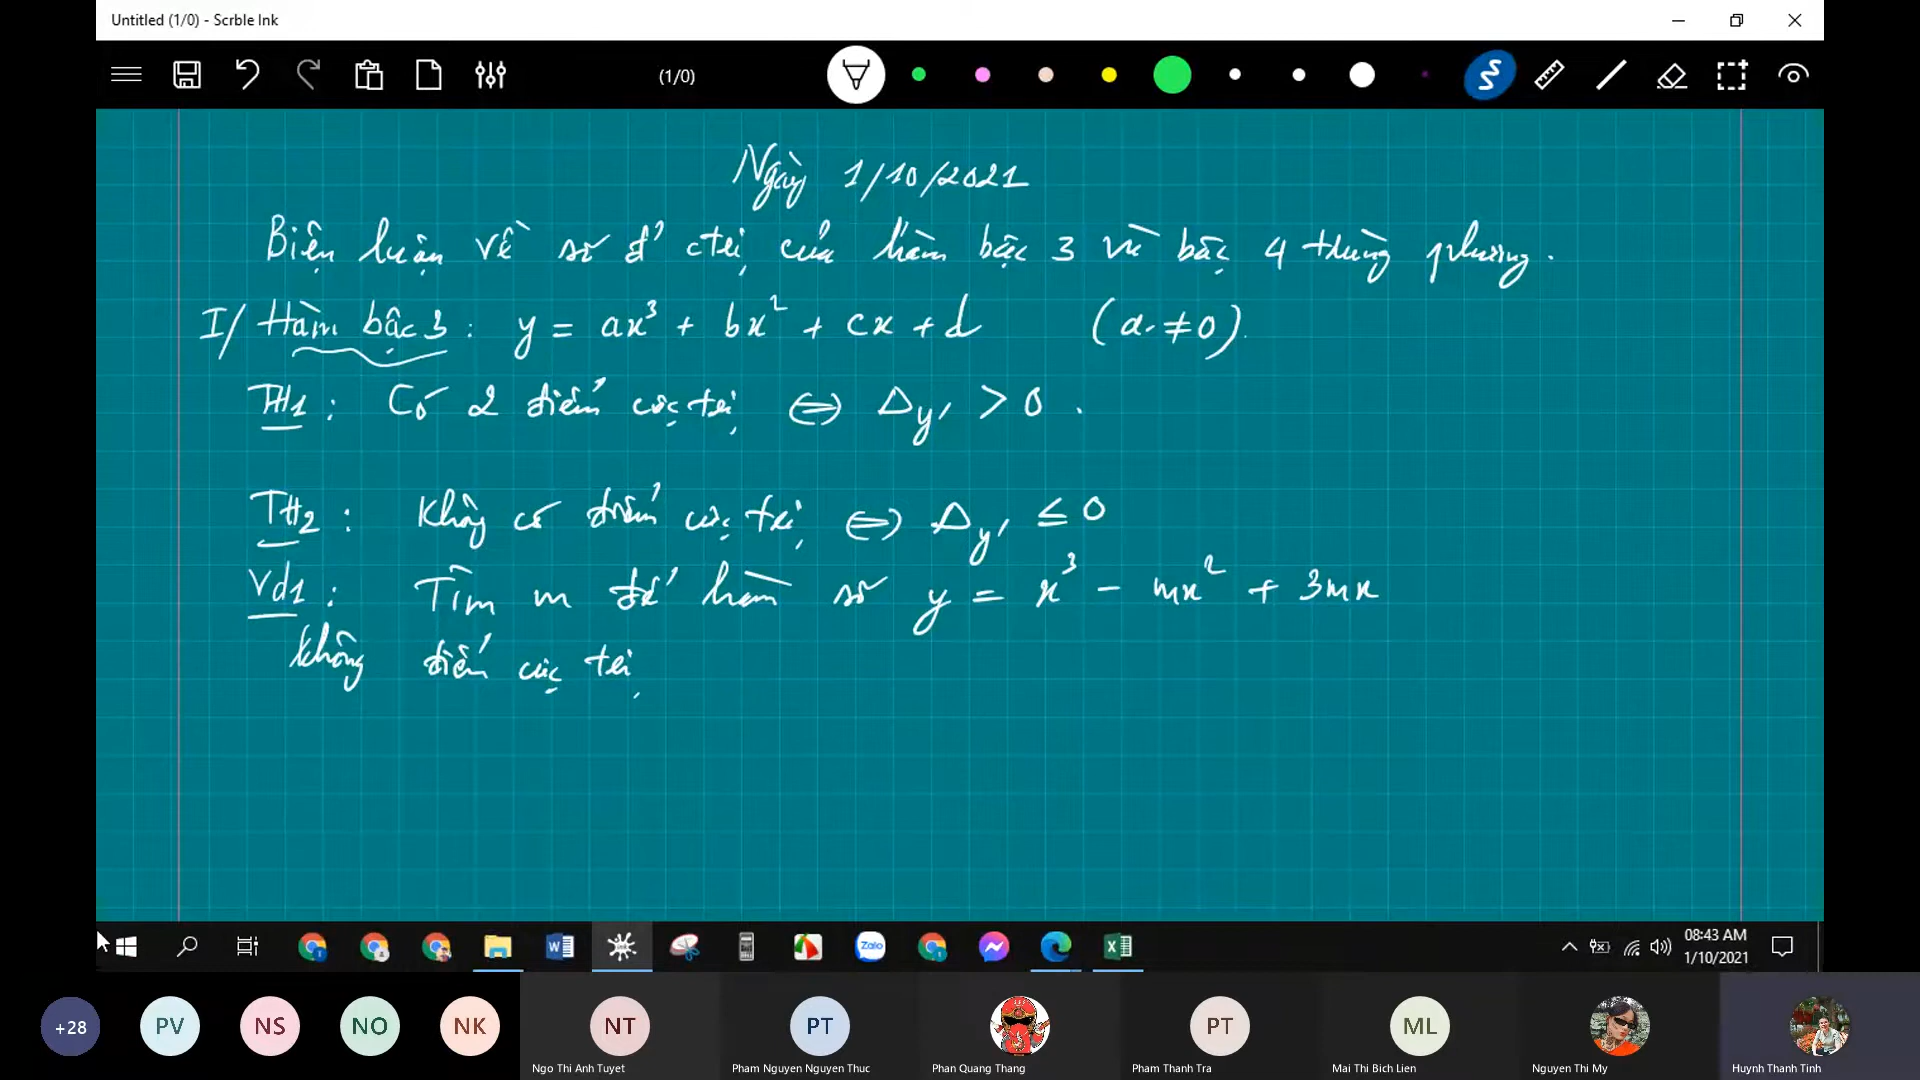 Untitled (1/0) - Scrble Ink
(1/0)
Ngày 1/10/2021
Biện luận về số đ' ctrị của hàm bậc 3 và bậc 4 trùng phương.
I/ Hàm bậc 3 : y = ax³ + bx² + cx + d (a ≠ 0).
TH1 : Có 2 điểm cực trị ⇔ Δy' > 0 .
TH2 : Không có điểm cực trị ⇔ Δy' ≤ 0
Vd1 : Tìm m để hàm số y = x³ - mx² + 3mx
không điểm cực trị
Zalo
08:43 AM
1/10/2021
+28
PV
NS
NO
NK
NT
PT
PT
ML
Ngo Thi Anh Tuyet
Pham Nguyen Nguyen Thuc
Phan Quang Thang
Pham Thanh Tra
Mai Thi Bich Lien
Nguyen Thi My
Huynh Thanh Tinh